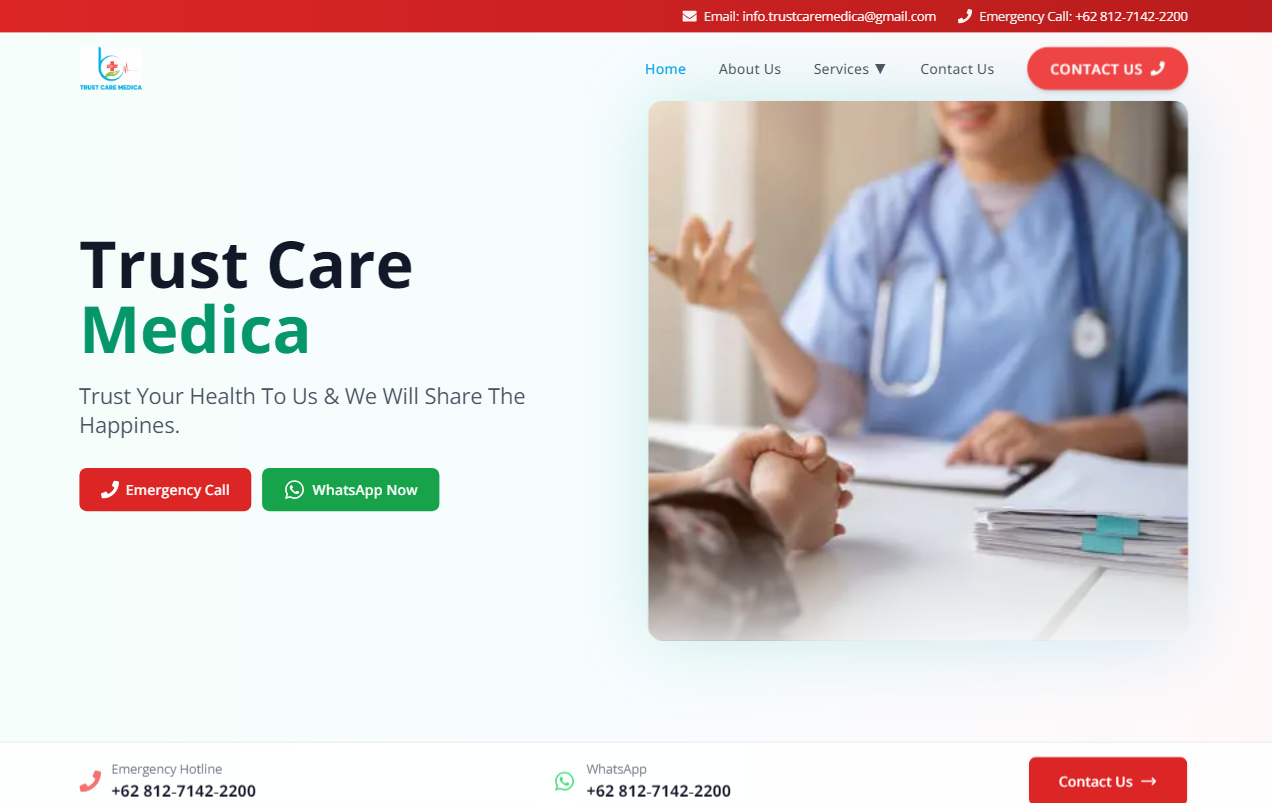 Email: info.trustcaremedica@gmail.com Emergency Call: +62 812-7142-2200
TRUST CARE MEDICA
Home About Us Services ▼ Contact Us CONTACT US
Trust Care
Medica
Trust Your Health To Us & We Will Share The
Happines.
Emergency Call WhatsApp Now
Emergency Hotline
+62 812-7142-2200
WhatsApp
+62 812-7142-2200
Contact Us →